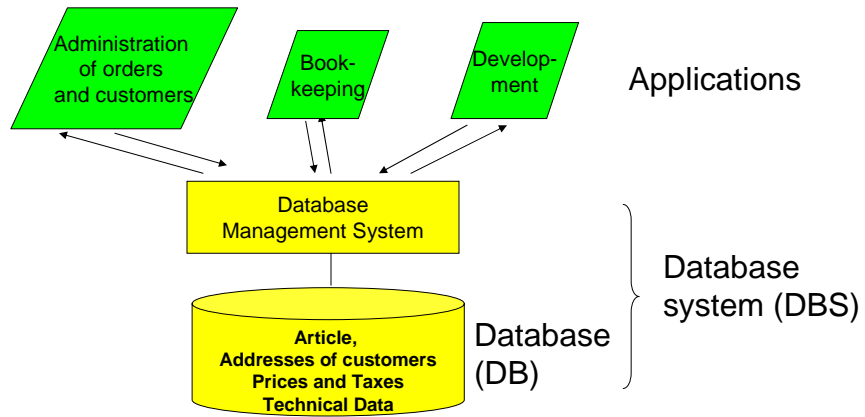 Administration
of orders
and customers
Book-
keeping
Develop-
ment
Applications
Database
Management System
Article,
Addresses of customers
Prices and Taxes
Technical Data
Database
(DB)
Database
system (DBS)